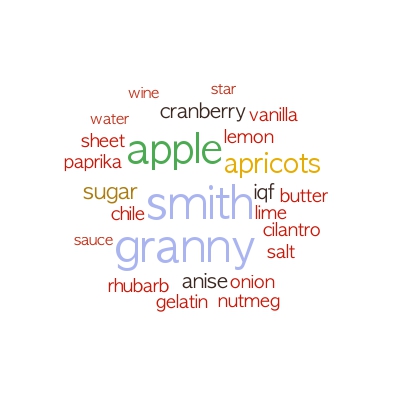 wine
star
cranberry
vanilla
water
lemon
sheet
apple
paprika
apricots
sugar
smith
iqf
butter
chile
lime
cilantro
sauce
granny
salt
rhubarb
anise
onion
gelatin
nutmeg